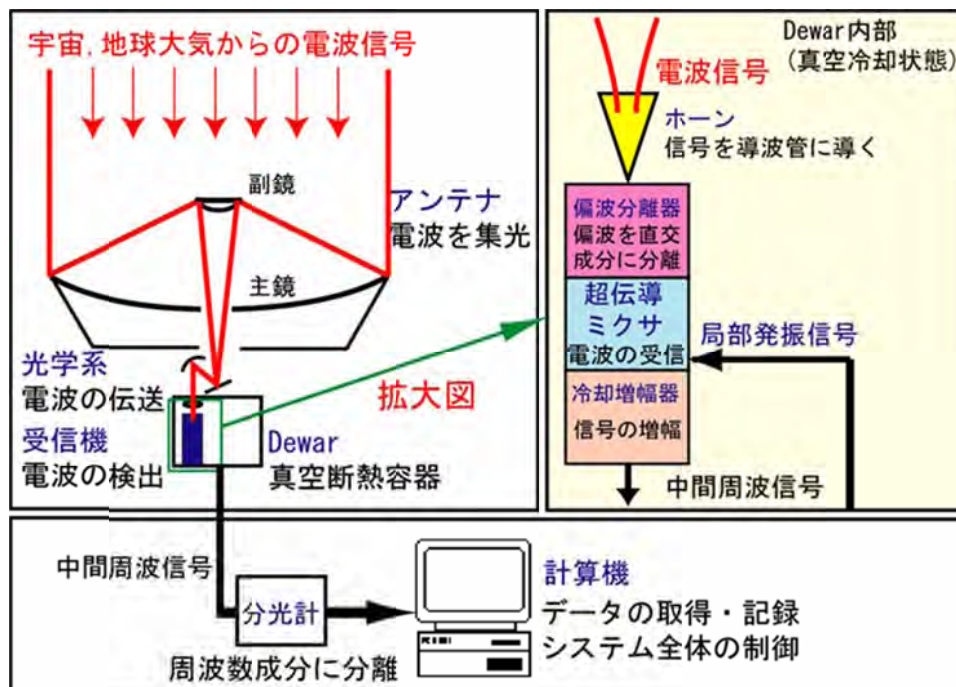 宇宙,地球大気からの電波信号
副鏡
アンテナ
電波を集光
主鏡
光学系
電波の伝送
受信機
電波の検出
拡大図
Dewar
真空断熱容器
Dewar内部
(真空冷却状態)
電波信号
ホーン
信号を導波管に導く
偏波分離器
偏波を直交
成分に分離
超伝導
ミクサ
電波の受信
局部発振信号
冷却増幅器
信号の増幅
中間周波信号
中間周波信号
分光計
周波数成分に分離
計算機
データの取得・記録
システム全体の制御